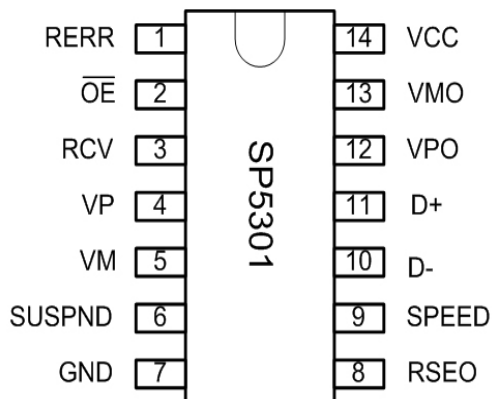 RERR 1 14 VCC
OE 2 13 VMO
RCV 3 12 VPO
VP 4 11 D+
VM 5 10 D-
SUSPND 6 9 SPEED
GND 7 8 RSEO
SP5301